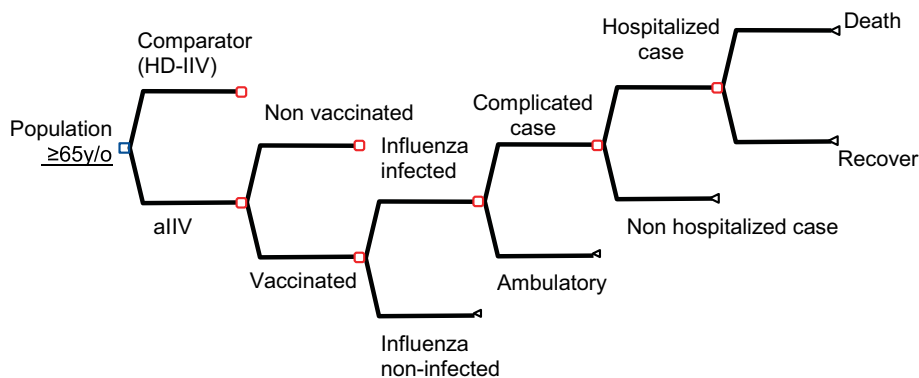 Comparator
(HD-IIV)
Population
≥65y/o
aIIV
Non vaccinated
Vaccinated
Influenza
infected
Influenza
non-infected
Complicated
case
Ambulatory
Hospitalized
case
Non hospitalized case
Death
Recover